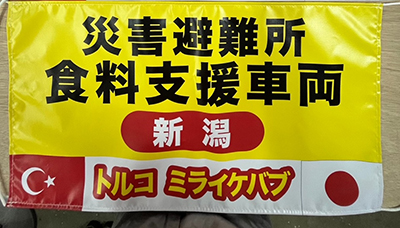 災害避難所
食料支援車両
新潟
トルコ ミライケバブ